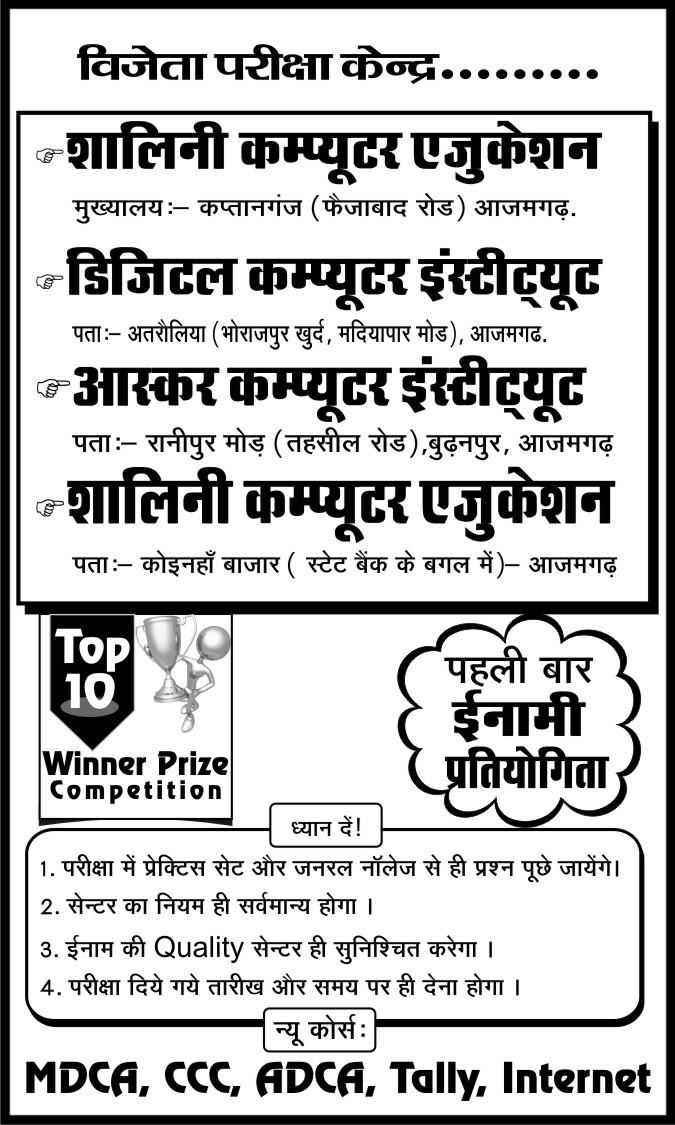 विजेता परीक्षा केन्द्र.........
शालिनी कम्प्यूटर एजुकेशन
मुख्यालय:– कप्तानगंज (फैजाबाद रोड) आजमगढ़.
डिजिटल कम्प्यूटर इंस्टीट्यूट
पता:– अतरौलिया (भोराजपुर खुर्द, मदियापार मोड), आजमगढ.
आस्कर कम्प्यूटर इंस्टीट्यूट
पता:– रानीपुर मोड़ (तहसील रोड),बुढ़नपुर, आजमगढ़
शालिनी कम्प्यूटर एजुकेशन
पता:– कोइनहाँ बाजार ( स्टेट बैंक के बगल में)– आजमगढ़
Top
10
Winner Prize
Competition
पहली बार
ईनामी
प्रतियोगिता
ध्यान दें!
1. परीक्षा में प्रेक्टिस सेट और जनरल नॉलेज से ही प्रश्न पूछे जायेंगे।
2. सेन्टर का नियम ही सर्वमान्य होगा ।
3. ईनाम की Quality सेन्टर ही सुनिश्चित करेगा ।
4. परीक्षा दिये गये तारीख और समय पर ही देना होगा ।
न्यू कोर्स:
MDCA, CCC, ADCA, Tally, Internet